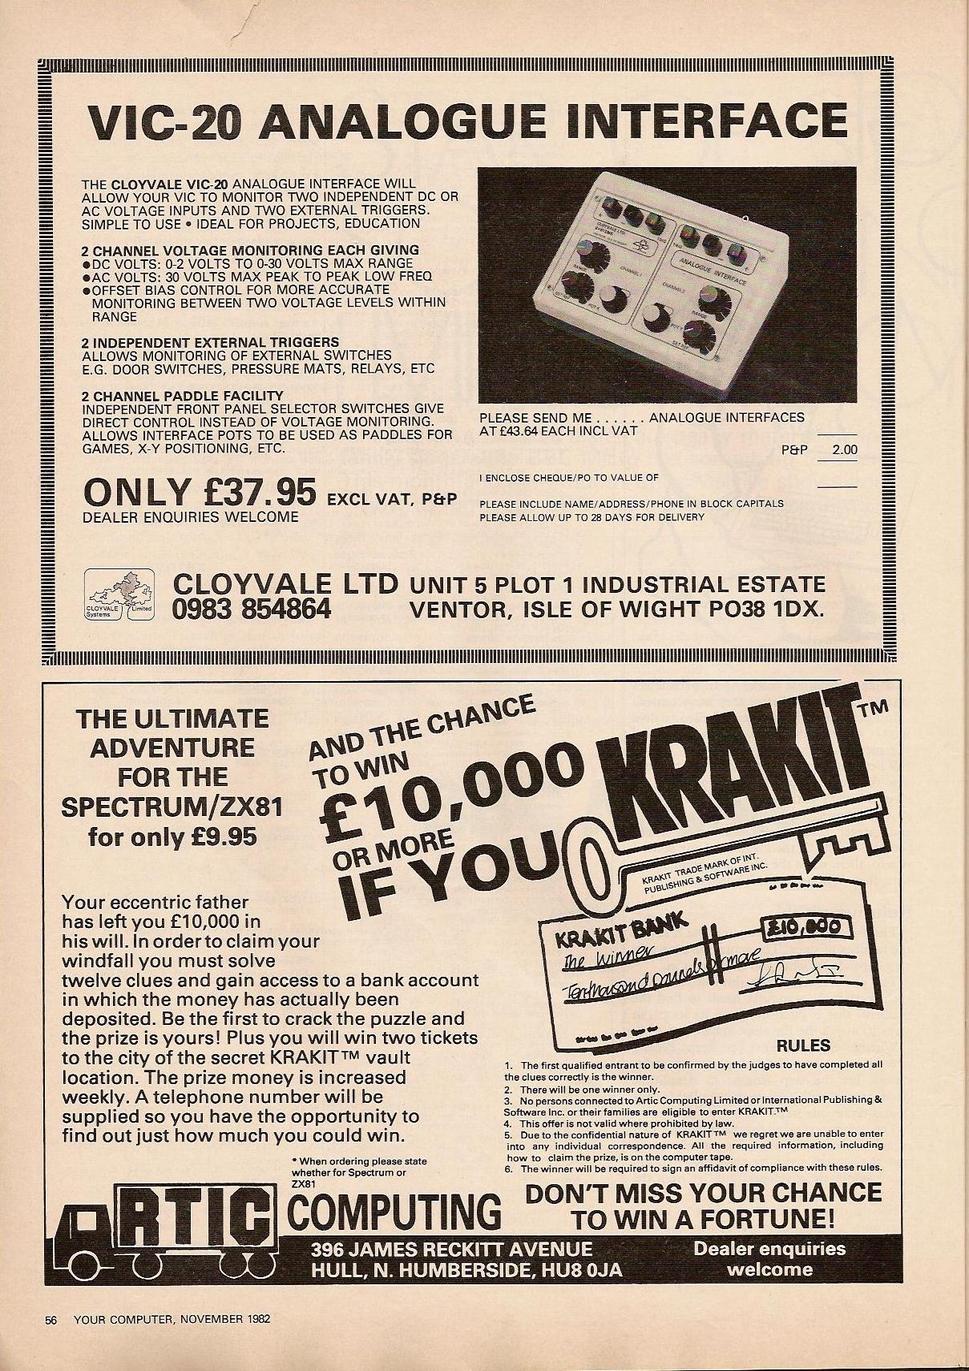 VIC-20 ANALOGUE INTERFACE
THE CLOYVALE VIC-20 ANALOGUE INTERFACE WILL
ALLOW YOUR VIC TO MONITOR TWO INDEPENDENT DC OR
AC VOLTAGE INPUTS AND TWO EXTERNAL TRIGGERS.
SIMPLE TO USE • IDEAL FOR PROJECTS, EDUCATION
2 CHANNEL VOLTAGE MONITORING EACH GIVING
●DC VOLTS: 0-2 VOLTS TO 0-30 VOLTS MAX RANGE
●AC VOLTS: 30 VOLTS MAX PEAK TO PEAK LOW FREQ
●OFFSET BIAS CONTROL FOR MORE ACCURATE
MONITORING BETWEEN TWO VOLTAGE LEVELS WITHIN
RANGE
2 INDEPENDENT EXTERNAL TRIGGERS
ALLOWS MONITORING OF EXTERNAL SWITCHES
E.G. DOOR SWITCHES, PRESSURE MATS, RELAYS, ETC
2 CHANNEL PADDLE FACILITY
INDEPENDENT FRONT PANEL SELECTOR SWITCHES GIVE
DIRECT CONTROL INSTEAD OF VOLTAGE MONITORING.
ALLOWS INTERFACE POTS TO BE USED AS PADDLES FOR
GAMES, X-Y POSITIONING, ETC.
ONLY £37.95 EXCL VAT, P&P
DEALER ENQUIRIES WELCOME
ANALOGUE INTERFACE
CHANNEL 1
CHANNEL 2
RANGE
RANGE
PLEASE SEND ME . . . . . . ANALOGUE INTERFACES
AT £43.64 EACH INCL VAT
P&P 2.00
I ENCLOSE CHEQUE/PO TO VALUE OF
PLEASE INCLUDE NAME/ADDRESS/PHONE IN BLOCK CAPITALS
PLEASE ALLOW UP TO 28 DAYS FOR DELIVERY
CLOYVALE Limited
Systems
CLOYVALE LTD UNIT 5 PLOT 1 INDUSTRIAL ESTATE
0983 854864 VENTOR, ISLE OF WIGHT PO38 1DX.
THE ULTIMATE
ADVENTURE
FOR THE
SPECTRUM/ZX81
for only £9.95
AND THE CHANCE
TO WIN
£10,000
OR MORE
IF YOU
KRAKIT™
KRAKIT TRADE MARK OF INT.
PUBLISHING & SOFTWARE INC.
KRAKIT BANK
£10,000
The Winner
Ten thousand pounds or more
Your eccentric father
has left you £10,000 in
his will. In order to claim your
windfall you must solve
twelve clues and gain access to a bank account
in which the money has actually been
deposited. Be the first to crack the puzzle and
the prize is yours! Plus you will win two tickets
to the city of the secret KRAKIT™ vault
location. The prize money is increased
weekly. A telephone number will be
supplied so you have the opportunity to
find out just how much you could win.
RULES
1. The first qualified entrant to be confirmed by the judges to have completed all
the clues correctly is the winner.
2. There will be one winner only.
3. No persons connected to Artic Computing Limited or International Publishing &
Software Inc. or their families are eligible to enter KRAKIT.™
4. This offer is not valid where prohibited by law.
5. Due to the confidential nature of KRAKIT™ we regret we are unable to enter
into any individual correspondence. All the required information, including
how to claim the prize, is on the computer tape.
6. The winner will be required to sign an affidavit of compliance with these rules.
* When ordering please state
whether for Spectrum or
ZX81
ARTIC COMPUTING
DON'T MISS YOUR CHANCE
TO WIN A FORTUNE!
396 JAMES RECKITT AVENUE
HULL, N. HUMBERSIDE, HU8 0JA
Dealer enquiries
welcome
56 YOUR COMPUTER, NOVEMBER 1982